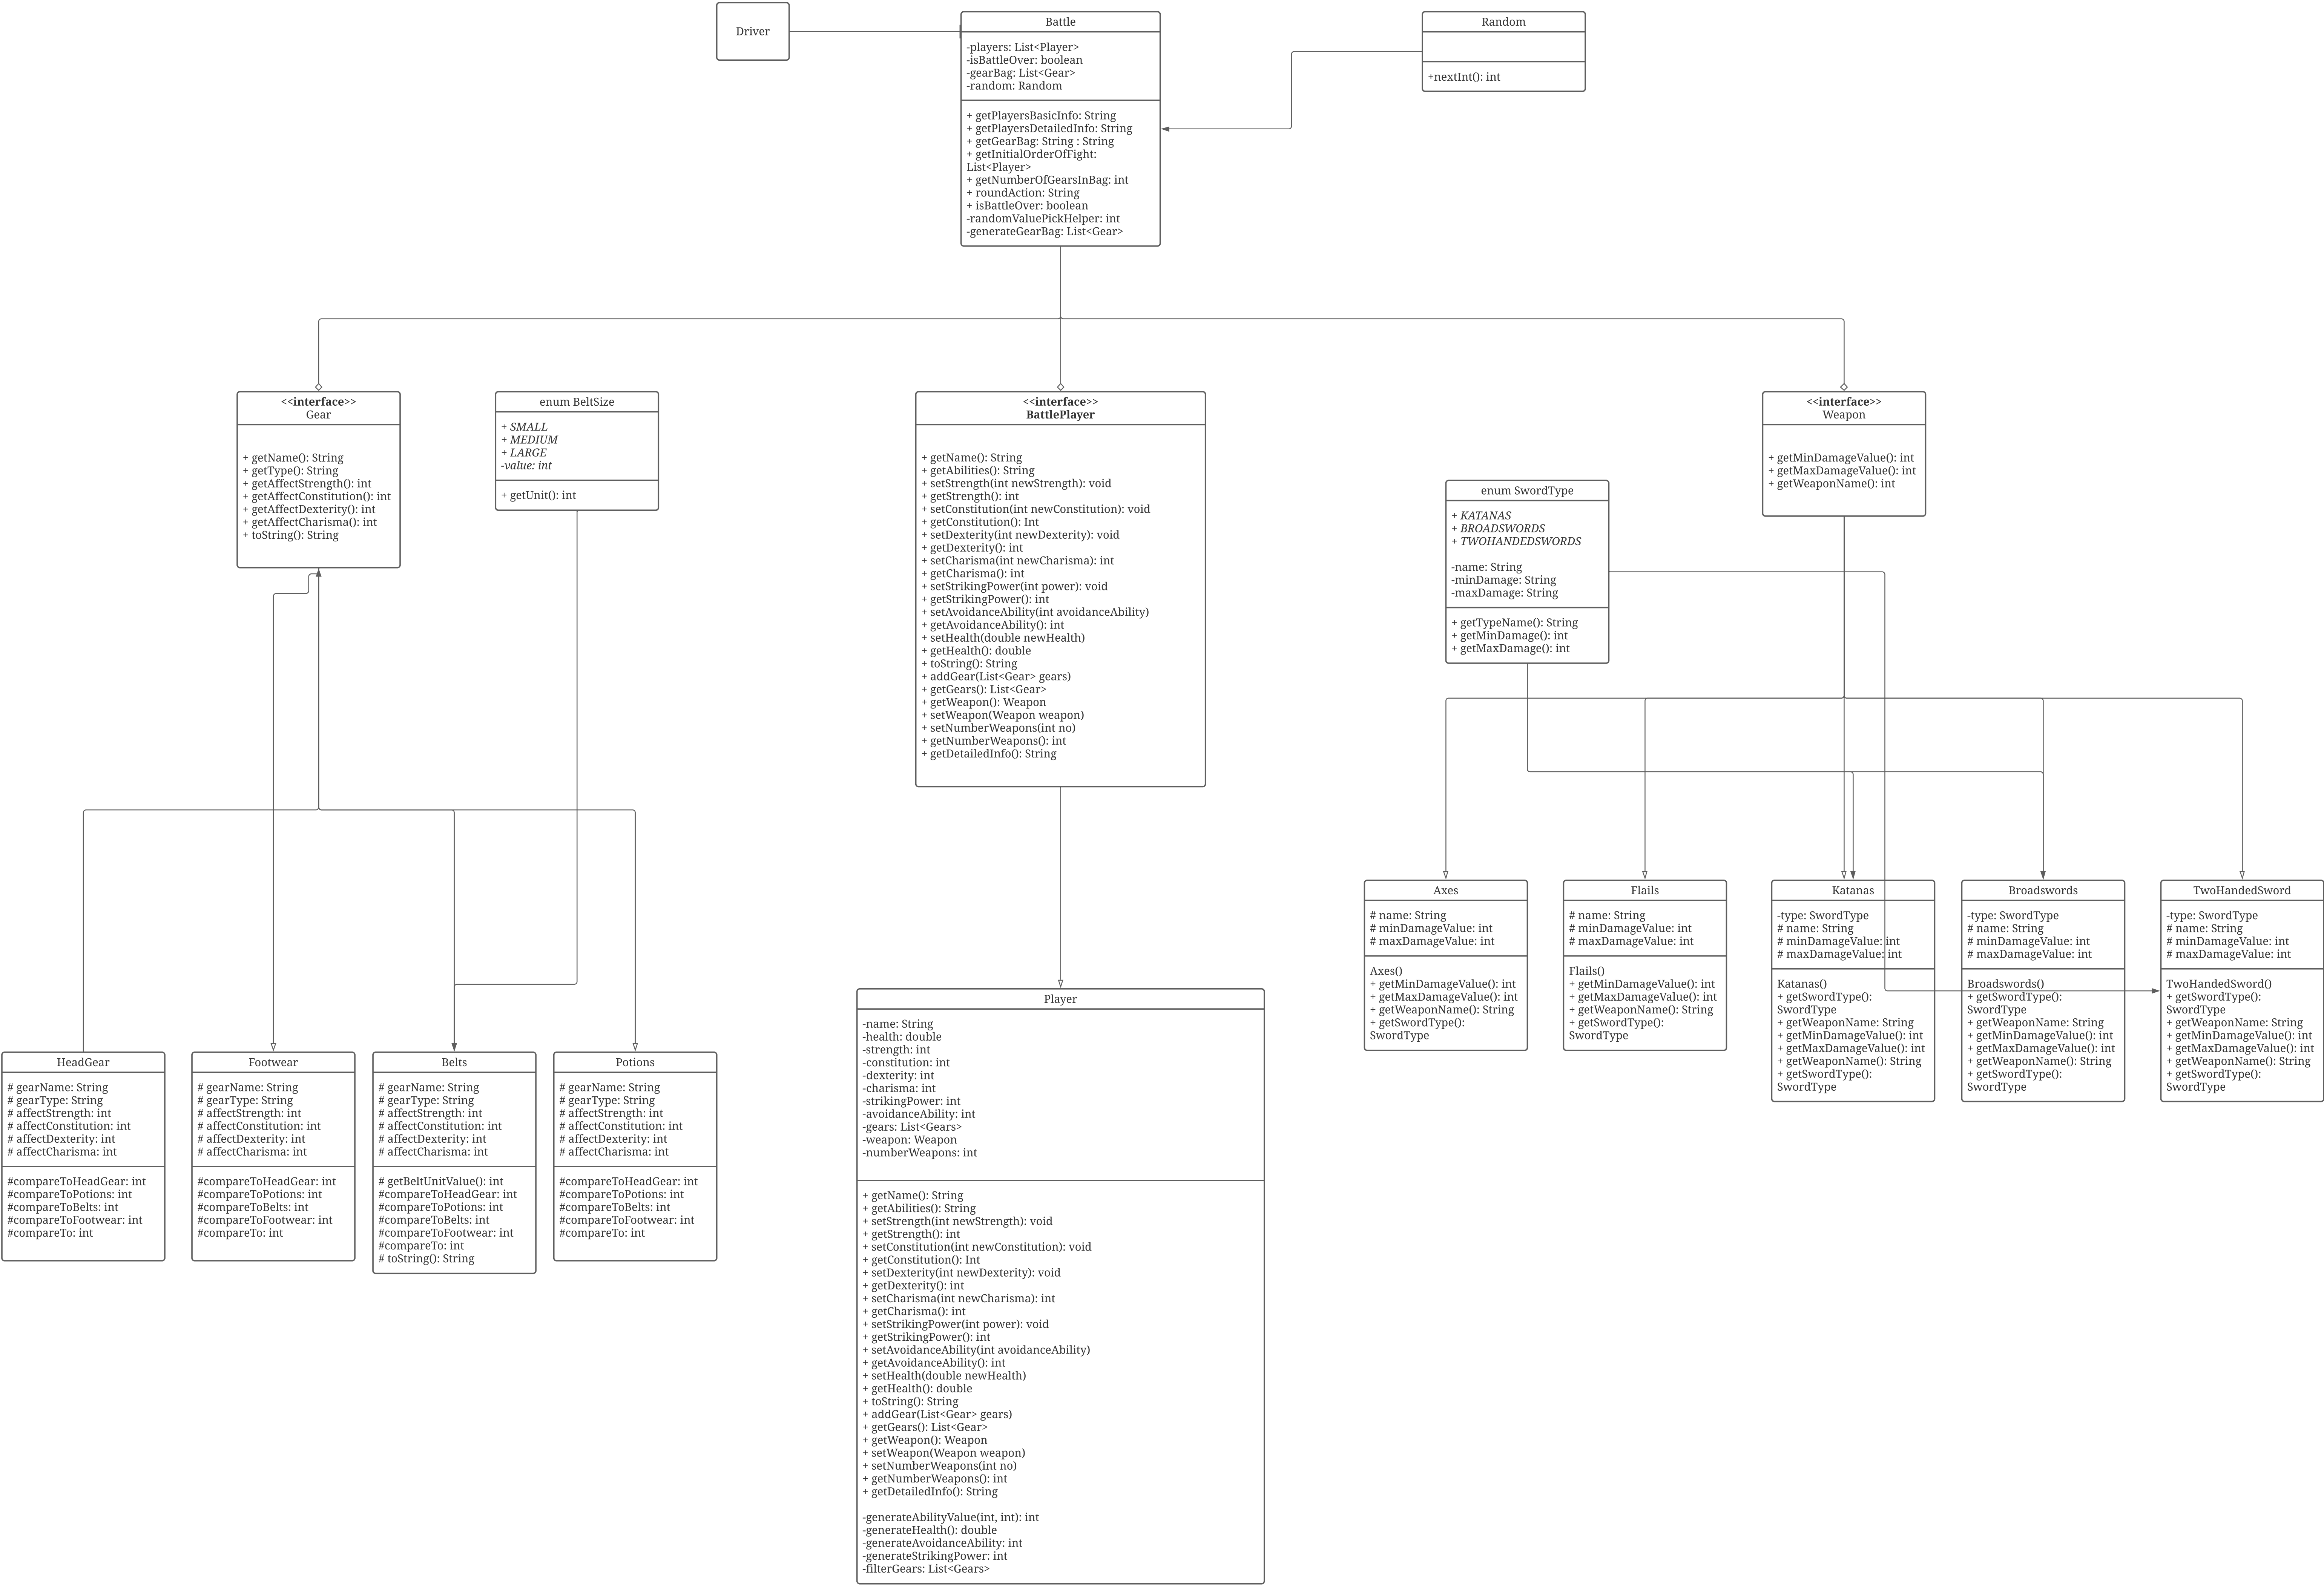 Driver
Battle
-players: List<Player>
-isBattleOver: boolean
-gearBag: List<Gear>
-random: Random
+ getPlayersBasicInfo: String
+ getPlayersDetailedInfo: String
+ getGearBag: String : String
+ getInitialOrderOfFight:
List<Player>
+ getNumberOfGearsInBag: int
+ roundAction: String
+ isBattleOver: boolean
-randomValuePickHelper: int
-generateGearBag: List<Gear>
Random
+nextInt(): int
<<interface>>
Gear
+ getName(): String
+ getType(): String
+ getAffectStrength(): int
+ getAffectConstitution(): int
+ getAffectDexterity(): int
+ getAffectCharisma(): int
+ toString(): String
enum BeltSize
+ SMALL
+ MEDIUM
+ LARGE
-value: int
+ getUnit(): int
<<interface>>
BattlePlayer
+ getName(): String
+ getAbilities(): String
+ setStrength(int newStrength): void
+ getStrength(): int
+ setConstitution(int newConstitution): void
+ getConstitution(): Int
+ setDexterity(int newDexterity): void
+ getDexterity(): int
+ setCharisma(int newCharisma): int
+ getCharisma(): int
+ setStrikingPower(int power): void
+ getStrikingPower(): int
+ setAvoidanceAbility(int avoidanceAbility)
+ getAvoidanceAbility(): int
+ setHealth(double newHealth)
+ getHealth(): double
+ toString(): String
+ addGear(List<Gear> gears)
+ getGears(): List<Gear>
+ getWeapon(): Weapon
+ setWeapon(Weapon weapon)
+ setNumberWeapons(int no)
+ getNumberWeapons(): int
+ getDetailedInfo(): String
enum SwordType
+ KATANAS
+ BROADSWORDS
+ TWOHANDEDSWORDS
-name: String
-minDamage: String
-maxDamage: String
+ getTypeName(): String
+ getMinDamage(): int
+ getMaxDamage(): int
<<interface>>
Weapon
+ getMinDamageValue(): int
+ getMaxDamageValue(): int
+ getWeaponName(): int
HeadGear
# gearName: String
# gearType: String
# affectStrength: int
# affectConstitution: int
# affectDexterity: int
# affectCharisma: int
#compareToHeadGear: int
#compareToPotions: int
#compareToBelts: int
#compareToFootwear: int
#compareTo: int
Footwear
# gearName: String
# gearType: String
# affectStrength: int
# affectConstitution: int
# affectDexterity: int
# affectCharisma: int
#compareToHeadGear: int
#compareToPotions: int
#compareToBelts: int
#compareToFootwear: int
#compareTo: int
Belts
# gearName: String
# gearType: String
# affectStrength: int
# affectConstitution: int
# affectDexterity: int
# affectCharisma: int
# getBeltUnitValue(): int
#compareToHeadGear: int
#compareToPotions: int
#compareToBelts: int
#compareToFootwear: int
#compareTo: int
# toString(): String
Potions
# gearName: String
# gearType: String
# affectStrength: int
# affectConstitution: int
# affectDexterity: int
# affectCharisma: int
#compareToHeadGear: int
#compareToPotions: int
#compareToBelts: int
#compareToFootwear: int
#compareTo: int
Player
-name: String
-health: double
-strength: int
-constitution: int
-dexterity: int
-charisma: int
-strikingPower: int
-avoidanceAbility: int
-gears: List<Gears>
-weapon: Weapon
-numberWeapons: int
+ getName(): String
+ getAbilities(): String
+ setStrength(int newStrength): void
+ getStrength(): int
+ setConstitution(int newConstitution): void
+ getConstitution(): Int
+ setDexterity(int newDexterity): void
+ getDexterity(): int
+ setCharisma(int newCharisma): int
+ getCharisma(): int
+ setStrikingPower(int power): void
+ getStrikingPower(): int
+ setAvoidanceAbility(int avoidanceAbility)
+ getAvoidanceAbility(): int
+ setHealth(double newHealth)
+ getHealth(): double
+ toString(): String
+ addGear(List<Gear> gears)
+ getGears(): List<Gear>
+ getWeapon(): Weapon
+ setWeapon(Weapon weapon)
+ setNumberWeapons(int no)
+ getNumberWeapons(): int
+ getDetailedInfo(): String
-generateAbilityValue(int, int): int
-generateHealth(): double
-generateAvoidanceAbility: int
-generateStrikingPower: int
-filterGears: List<Gears>
Axes
# name: String
# minDamageValue: int
# maxDamageValue: int
Axes()
+ getMinDamageValue(): int
+ getMaxDamageValue(): int
+ getWeaponName(): String
+ getSwordType():
SwordType
Flails
# name: String
# minDamageValue: int
# maxDamageValue: int
Flails()
+ getMinDamageValue(): int
+ getMaxDamageValue(): int
+ getWeaponName(): String
+ getSwordType():
SwordType
Katanas
-type: SwordType
# name: String
# minDamageValue: int
# maxDamageValue: int
Katanas()
+ getSwordType():
SwordType
+ getWeaponName: String
+ getMinDamageValue(): int
+ getMaxDamageValue(): int
+ getWeaponName(): String
+ getSwordType():
SwordType
Broadswords
-type: SwordType
# name: String
# minDamageValue: int
# maxDamageValue: int
Broadswords()
+ getSwordType():
SwordType
+ getWeaponName: String
+ getMinDamageValue(): int
+ getMaxDamageValue(): int
+ getWeaponName(): String
+ getSwordType():
SwordType
TwoHandedSword
-type: SwordType
# name: String
# minDamageValue: int
# maxDamageValue: int
TwoHandedSword()
+ getSwordType():
SwordType
+ getWeaponName: String
+ getMinDamageValue(): int
+ getMaxDamageValue(): int
+ getWeaponName(): String
+ getSwordType():
SwordType